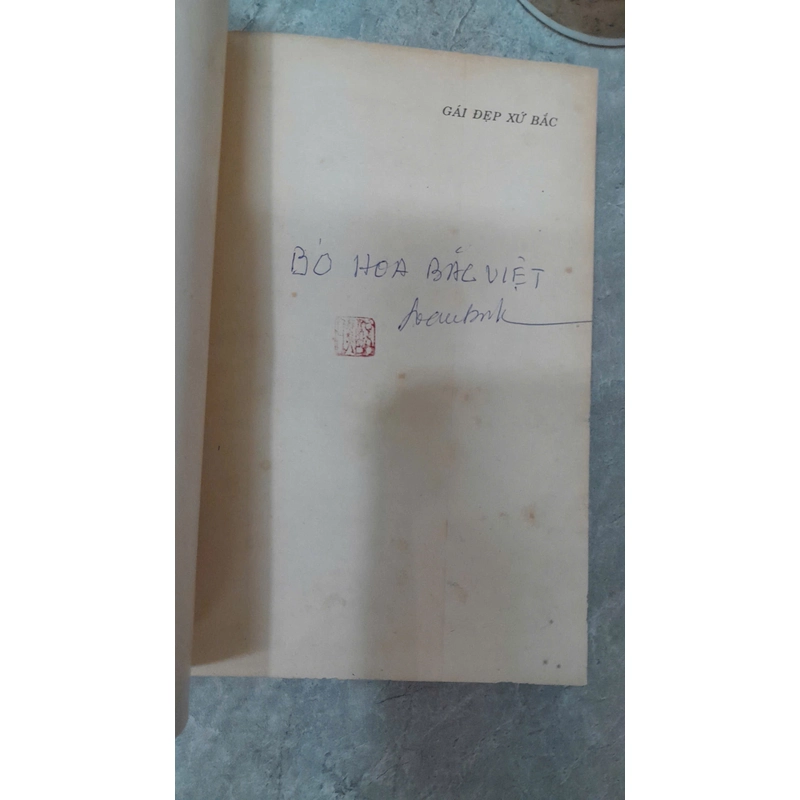 GÁI ĐẸP XỨ BẮC
BÓ HOA BẮC VIỆT